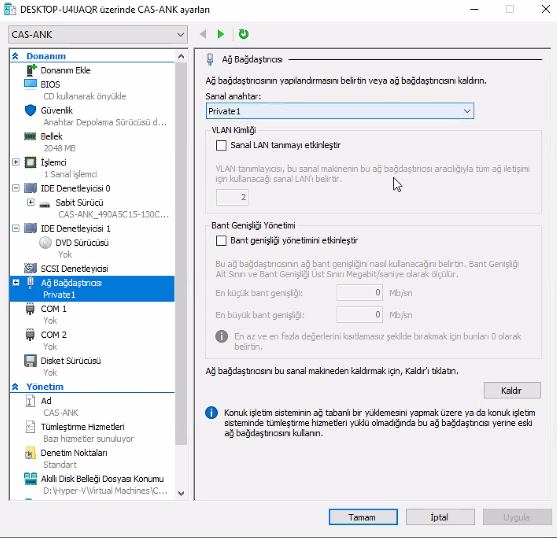 DESKTOP-U4UAQR üzerinde CAS-ANK ayarları
CAS-ANK
Donanım
Donanım Ekle
BIOS
CD kullanarak önyükle
Güvenlik
Anahtar Depolama Sürücüsü d...
Bellek
2048 MB
İşlemci
1 Sanal işlemci
IDE Denetleyicisi 0
Sabit Sürücü
CAS-ANK_490A5C15-130C...
IDE Denetleyicisi 1
DVD Sürücüsü
Yok
SCSI Denetleyicisi
Ağ Bağdaştırıcısı
Private1
COM 1
Yok
COM 2
Yok
Disket Sürücüsü
Yok
Yönetim
Ad
CAS-ANK
Tümleştirme Hizmetleri
Bazı hizmetler sunuluyor
Denetim Noktaları
Standart
Akıllı Disk Belleği Dosyası Konumu
D:\Hyper-V\Virtual Machines\C...
Ağ Bağdaştırıcısı
Ağ bağdaştırıcısının yapılandırmasını belirtin veya ağ bağdaştırıcısını kaldırın.
Sanal anahtar:
Private1
VLAN Kimliği
Sanal LAN tanımayı etkinleştir
VLAN tanımlayıcısı, bu sanal makinenin bu ağ bağdaştırıcısı aracılığıyla tüm ağ iletişimi
için kullanacağı sanal LAN'ı belirtir.
2
Bant Genişliği Yönetimi
Bant genişliği yönetimini etkinleştir
Bu ağ bağdaştırıcısının ağ bant genişliğini nasıl kullanacağını belirtin. Bant Genişliği
Alt Sınırı ve Bant Genişliği Üst Sınırı Megabit/saniye olarak ölçülür.
En küçük bant genişliği: 0 Mb/sn
En büyük bant genişliği: 0 Mb/sn
En az ve en fazla değerlerini kısıtlamasız şekilde bırakmak için bunları 0 olarak
belirtin.
Ağ bağdaştırıcısını bu sanal makineden kaldırmak için, Kaldır'ı tıklatın.
Kaldır
Konuk işletim sisteminin ağ tabanlı bir yüklemesini yapmak üzere ya da konuk işletim
sisteminde tümleştirme hizmetleri yüklü olmadığında bu ağ bağdaştırıcısı yerine eski
ağ bağdaştırıcısını kullanın.
Tamam
İptal
Uygula